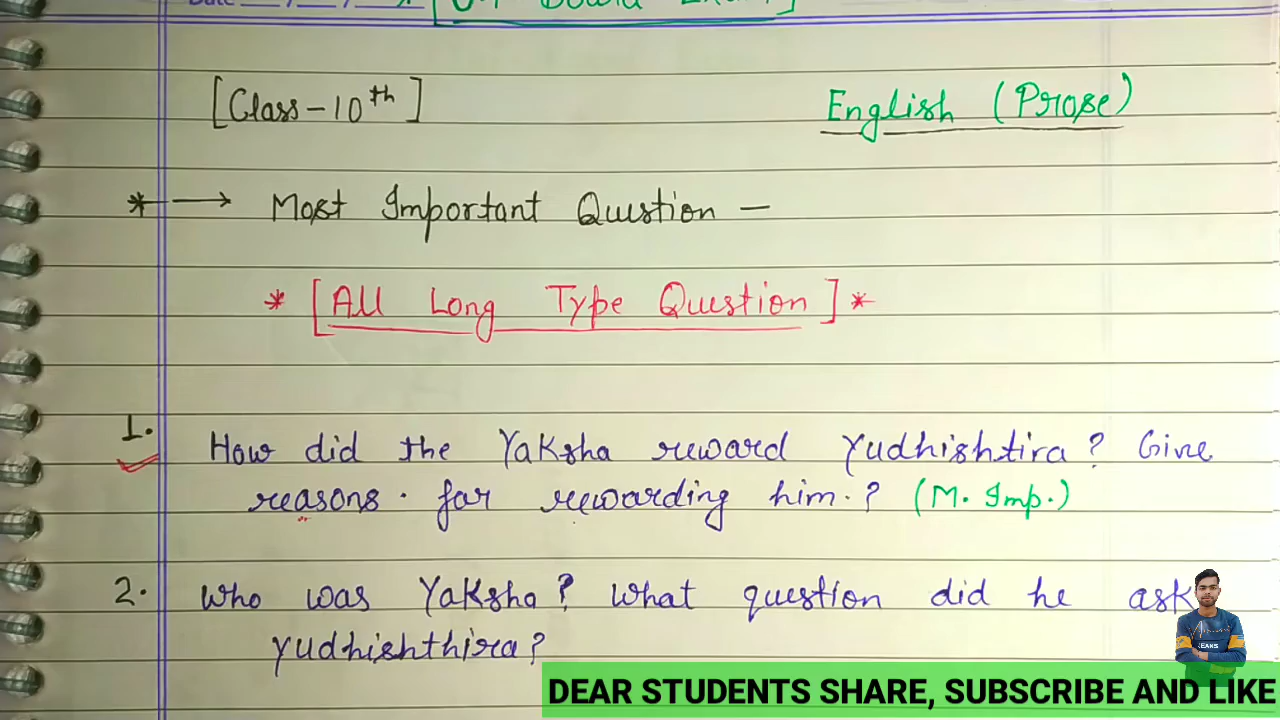 Date
[Class-10th]
English (Prose)
* → Most Important Question -
* [All Long Type Question] *
1. How did the Yaksha reward Yudhishtira? Give
reasons. for rewarding him.? (M. Imp.)
2. Who was Yaksha? What question did he ask
Yudhishthira?
DEAR STUDENTS SHARE, SUBSCRIBE AND LIKE